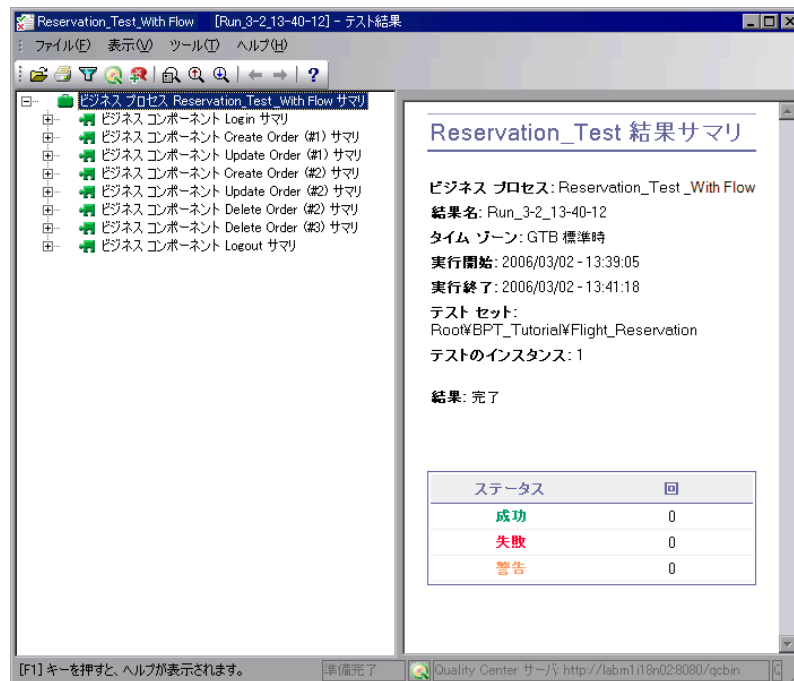 Reservation_Test_With Flow [Run_3-2_13-40-12] - テスト結果
ファイル(F) 表示(V) ツール(T) ヘルプ(H)
ビジネス プロセス Reservation_Test_With Flow サマリ
ビジネス コンポーネント Login サマリ
ビジネス コンポーネント Create Order (#1) サマリ
ビジネス コンポーネント Update Order (#1) サマリ
ビジネス コンポーネント Create Order (#2) サマリ
ビジネス コンポーネント Update Order (#2) サマリ
ビジネス コンポーネント Delete Order (#2) サマリ
ビジネス コンポーネント Delete Order (#3) サマリ
ビジネス コンポーネント Logout サマリ
Reservation_Test 結果サマリ
ビジネス プロセス: Reservation_Test _With Flow
結果名: Run_3-2_13-40-12
タイム ゾーン: GTB 標準時
実行開始: 2006/03/02 - 13:39:05
実行終了: 2006/03/02 - 13:41:18
テスト セット:
Root¥BPT_Tutorial¥Flight_Reservation
テストのインスタンス: 1
結果: 完了
ステータス 回
成功 0
失敗 0
警告 0
[F1] キーを押すと、ヘルプが表示されます。 準備完了 Quality Center サーバ: http://labm1i18n02:8080/qcbin